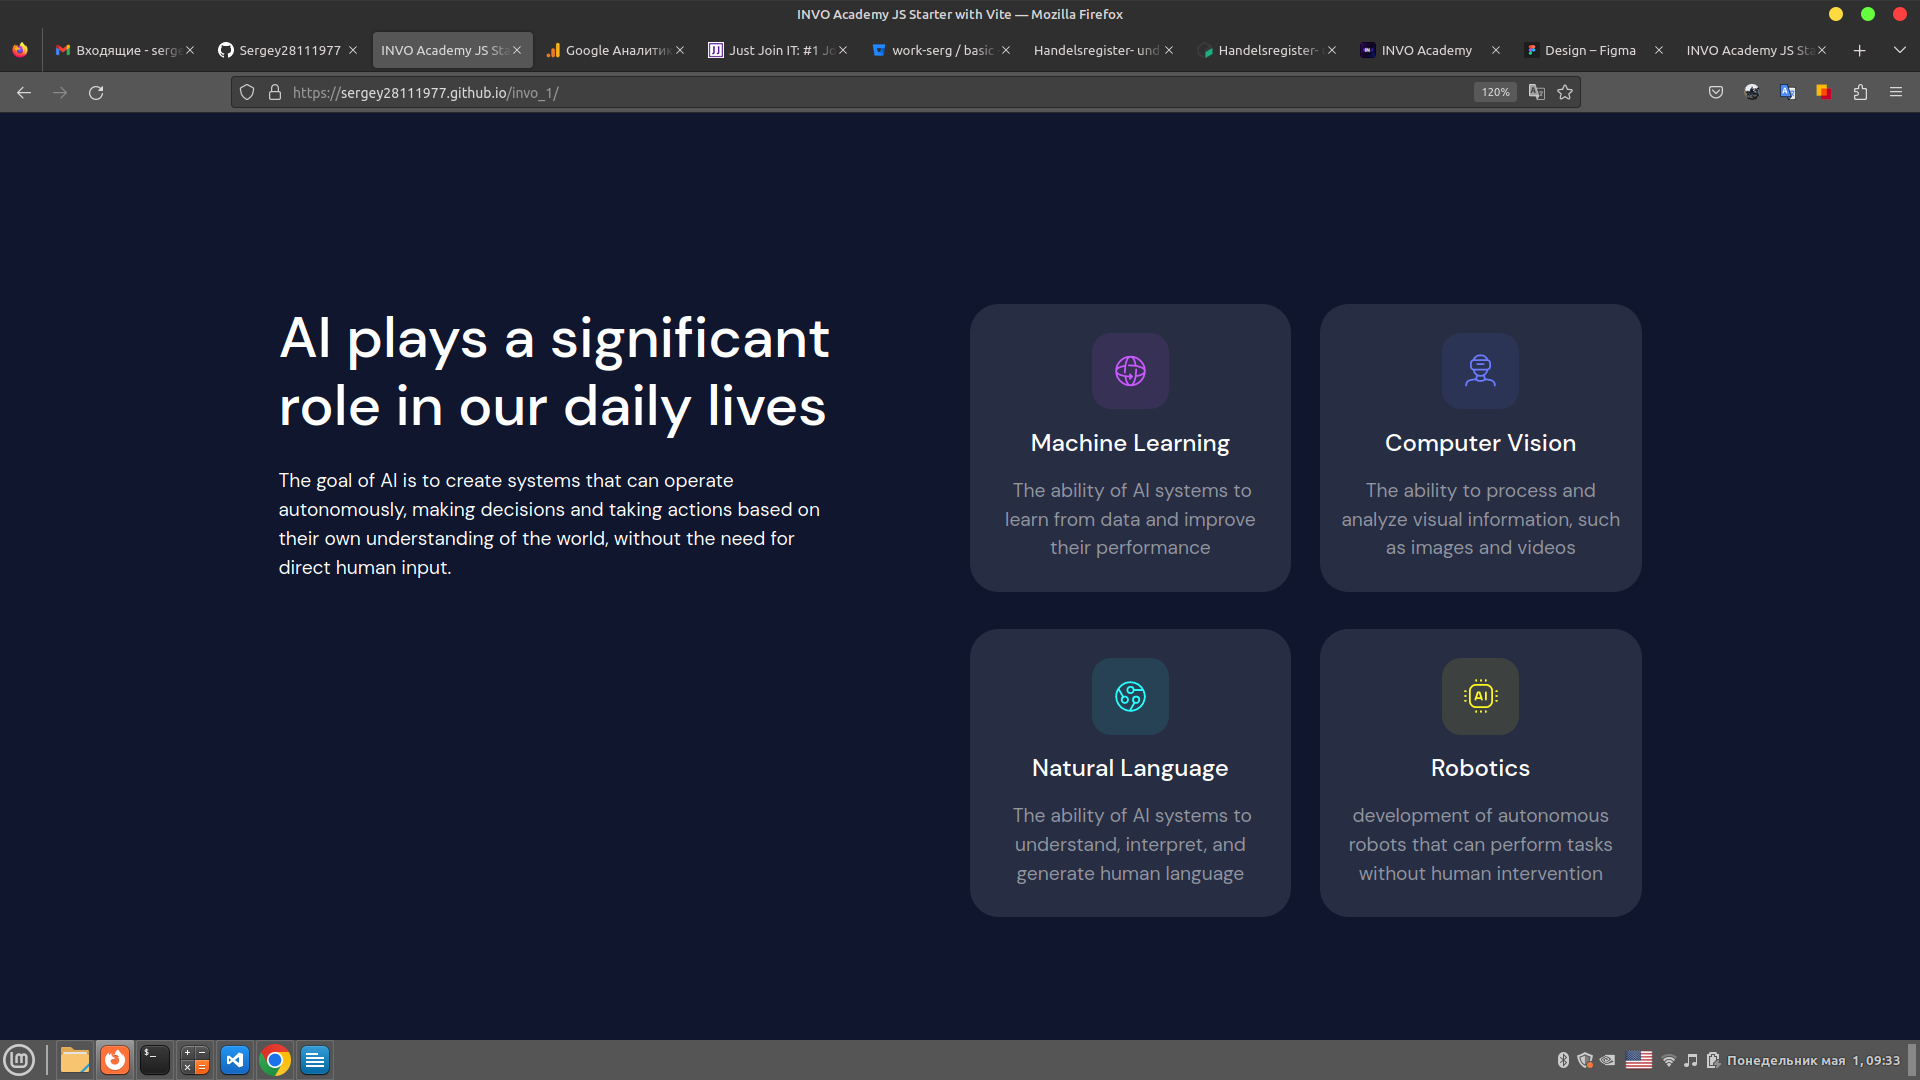 INVO Academy JS Starter with Vite — Mozilla Firefox
Входящие - serge
Sergey28111977
INVO Academy JS Sta
Google Аналитик
Just Join IT: #1 Jo
work-serg / basic
Handelsregister- und
Handelsregister-
INVO Academy
Design – Figma
INVO Academy JS Sta
https://sergey28111977.github.io/invo_1/
120%
AI plays a significant
role in our daily lives
The goal of AI is to create systems that can operate
autonomously, making decisions and taking actions based on
their own understanding of the world, without the need for
direct human input.
Machine Learning
The ability of AI systems to
learn from data and improve
their performance
Computer Vision
The ability to process and
analyze visual information, such
as images and videos
Natural Language
The ability of AI systems to
understand, interpret, and
generate human language
AI
Robotics
development of autonomous
robots that can perform tasks
without human intervention
Понедельник мая 1, 09:33